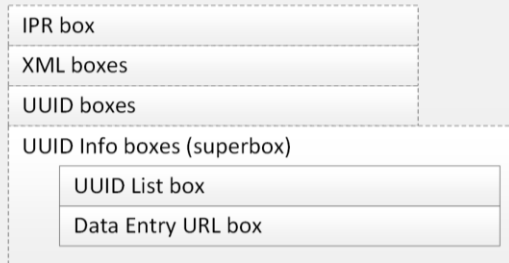 IPR box
XML boxes
UUID boxes
UUID Info boxes (superbox)
UUID List box
Data Entry URL box